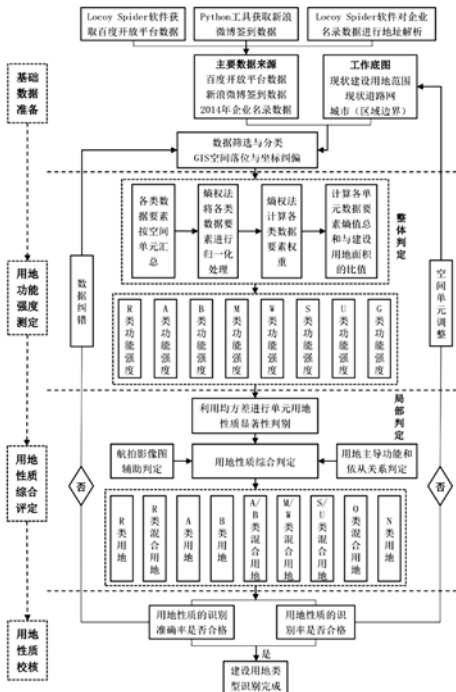 Locoy Spider软件获
取百度开放平台数据
Python工具获取新浪
微博签到数据
Locoy Spider软件对企业
名录数据进行地址解析
基础
数据
准备
主要数据来源
百度开放平台数据
新浪微博签到数据
2014年企业名录数据
工作底图
现状建设用地范围
现状道路网
城市（区域边界）
数据筛选与分类
GIS空间落位与坐标纠偏
用地
功能
强度
测定
数据纠错
各类数
据要素
按空间
单元汇
总
熵权法
将各类
数据要
素进行
归一化
处理
熵权法
计算各
类数据
要素权
重
计算各单
元数据要
素熵值总
和与建设
用地面积
的比值
整体判定
空间单元调整
R类功能强度
A类功能强度
B类功能强度
M类功能强度
W类功能强度
S类功能强度
U类功能强度
G类功能强度
局部判定
利用均方差进行单元用地
性质显著性判别
用地
性质
综合
评定
航拍影像图
辅助判定
用地性质综合判定
用地主导功能和
依从关系判定
否
否
R类用地
R类混合用地
A类用地
B类用地
A/B类混合用地
M/W类混合用地
S/U类混合用地
O类混合用地
N类用地
用地
性质
校核
用地性质的识别
准确率是否合格
用地性质的识
别率是否合格
是
建设用地类
型识别完成